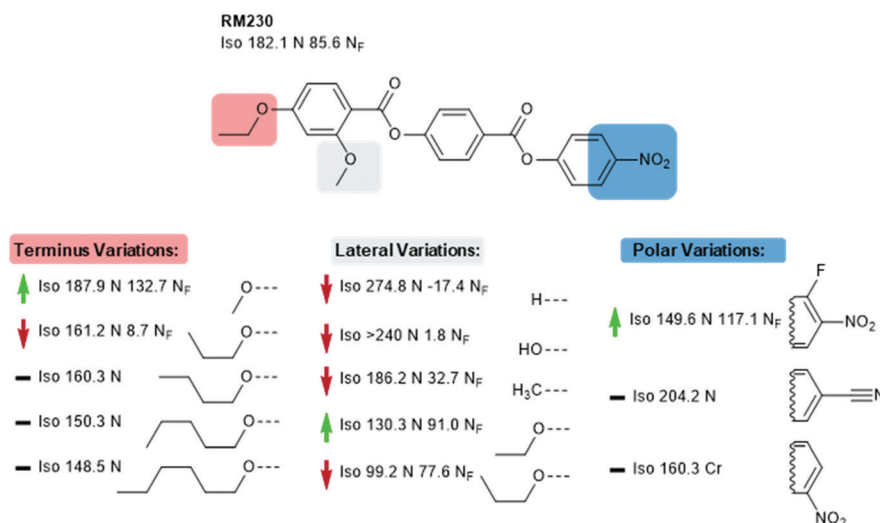 RM230
Iso 182.1 N 85.6 NF
O
O
O
O
O
O
NO2
Terminus Variations:
Iso 187.9 N 132.7 NF
O
Iso 161.2 N 8.7 NF
O
Iso 160.3 N
O
Iso 150.3 N
O
Iso 148.5 N
O
Lateral Variations:
Iso 274.8 N -17.4 NF
H
Iso >240 N 1.8 NF
HO
Iso 186.2 N 32.7 NF
H3C
Iso 130.3 N 91.0 NF
O
Iso 99.2 N 77.6 NF
O
Polar Variations:
F
Iso 149.6 N 117.1 NF
NO2
Iso 204.2 N
N
Iso 160.3 Cr
NO2